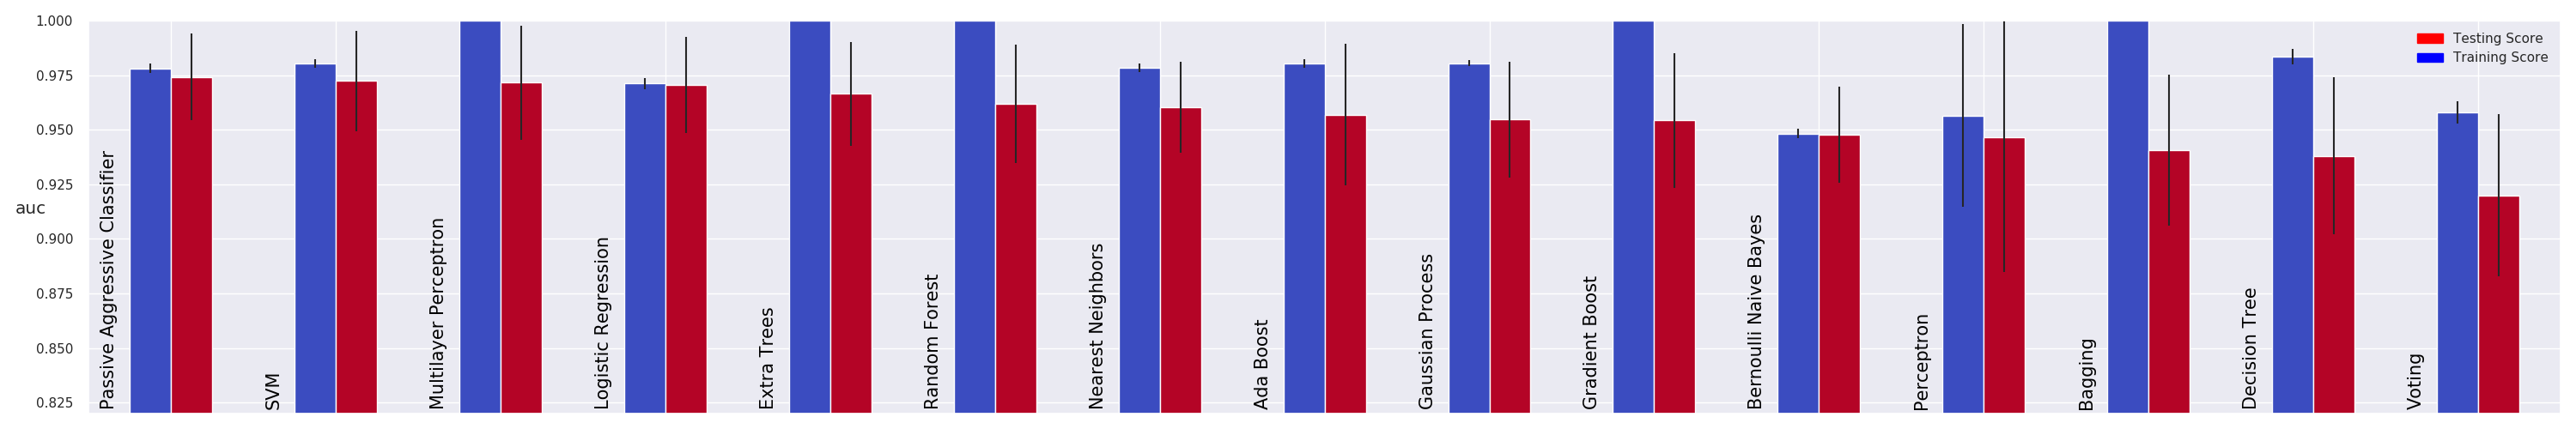 1.000
0.975
0.950
0.925
0.900
0.875
0.850
0.825
auc
Passive Aggressive Classifier
SVM
Multilayer Perceptron
Logistic Regression
Extra Trees
Random Forest
Nearest Neighbors
Ada Boost
Gaussian Process
Gradient Boost
Bernoulli Naive Bayes
Perceptron
Bagging
Decision Tree
Voting
Testing Score
Training Score